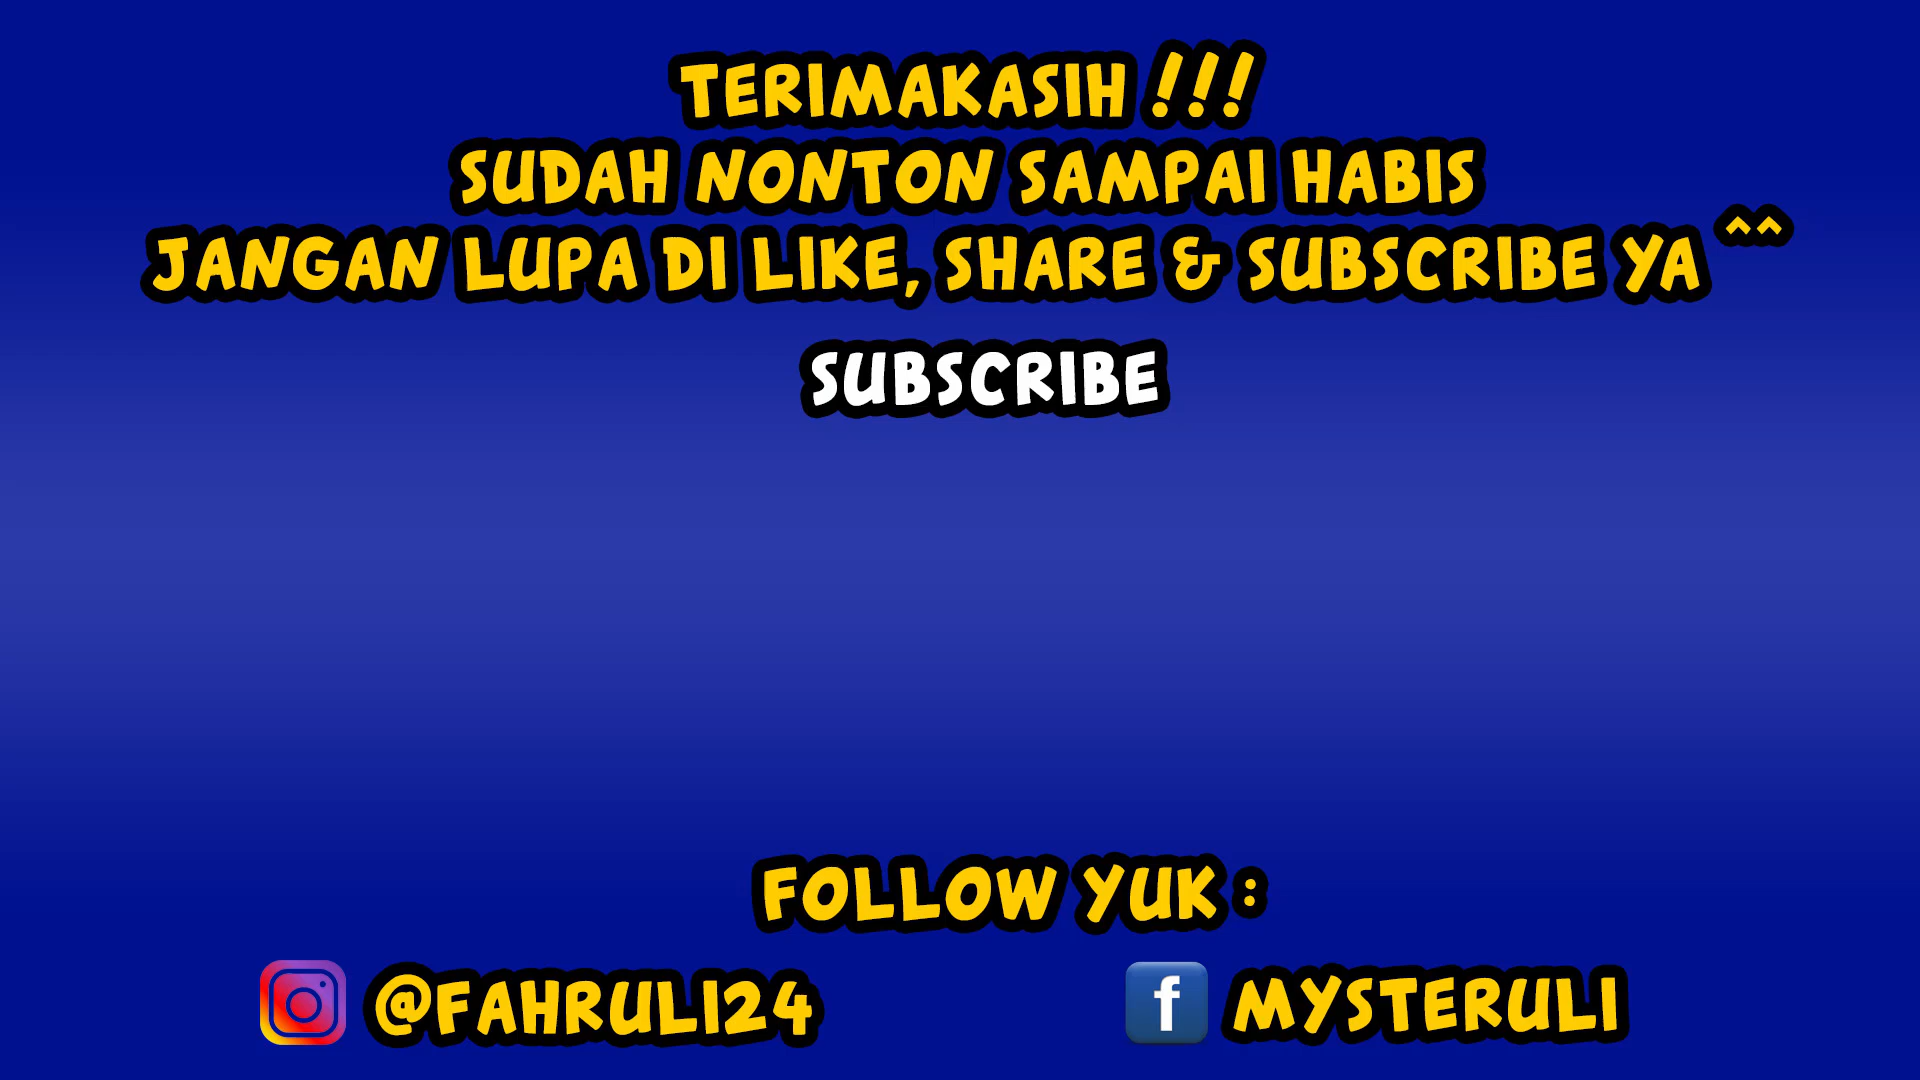 TERIMAKASIH !!!
SUDAH NONTON SAMPAI HABIS
JANGAN LUPA DI LIKE, SHARE & SUBSCRIBE YA ^^
SUBSCRIBE
FOLLOW YUK :
@FAHRULI24
f MYSTERULI